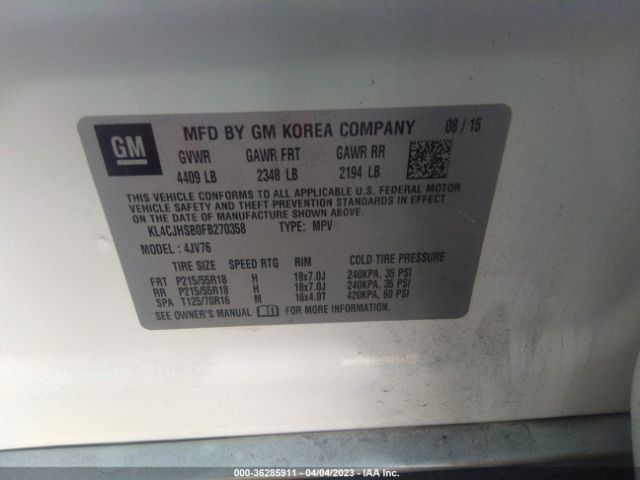 GM
MFD BY GM KOREA COMPANY 08 / 15
GVWR GAWR FRT GAWR RR
4409 LB 2348 LB 2194 LB
THIS VEHICLE CONFORMS TO ALL APPLICABLE U.S. FEDERAL MOTOR
VEHICLE SAFETY AND THEFT PREVENTION STANDARDS IN EFFECT
ON THE DATE OF MANUFACTURE SHOWN ABOVE.
KL4CJHSB0FB270358 TYPE: MPV
MODEL : 4JV76
TIRE SIZE SPEED RTG RIM COLD TIRE PRESSURE
FRT P215/55R18 H 18x7.0J 240KPA, 35 PSI
RR P215/55R18 H 18x7.0J 240KPA, 35 PSI
SPA T125/70R16 M 16x4.0T 420KPA, 60 PSI
SEE OWNER'S MANUAL FOR MORE INFORMATION.
000-36285911 - 04/04/2023 - IAA Inc.